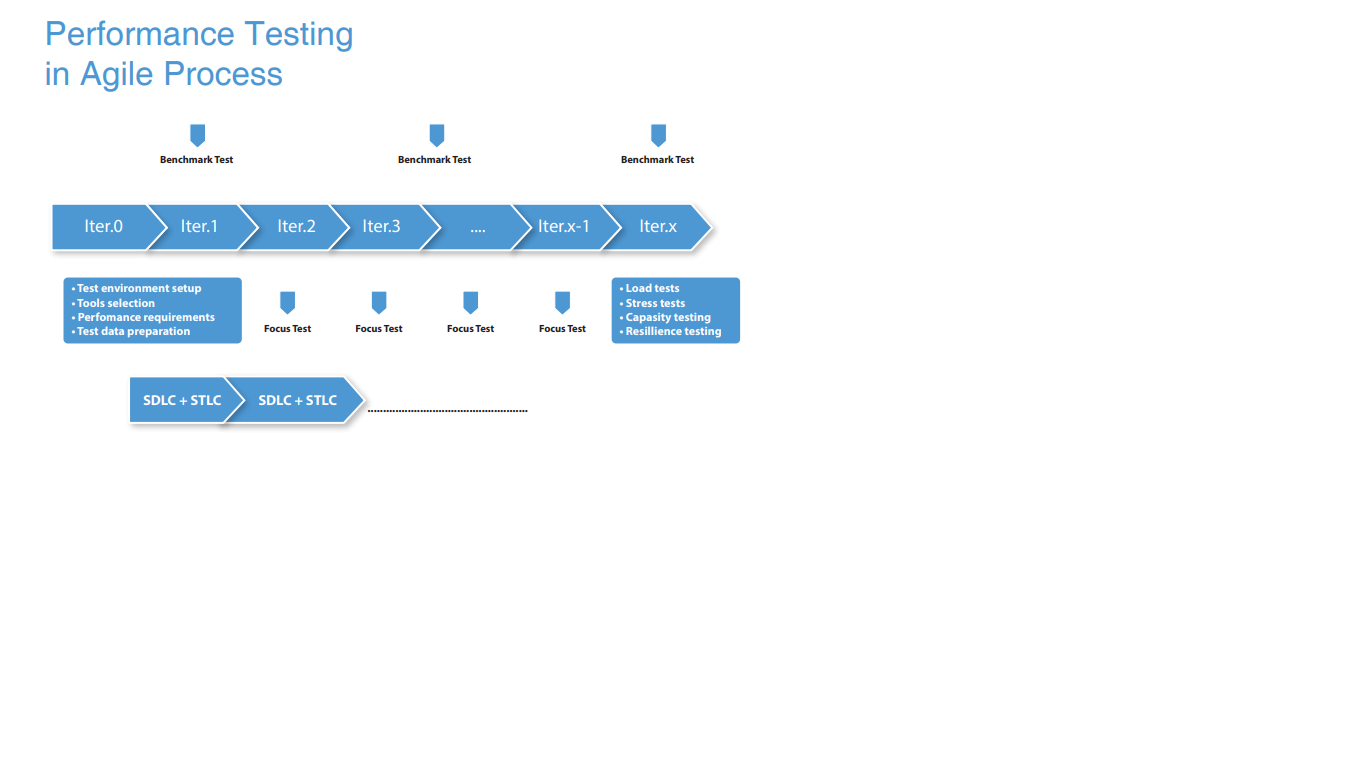 Performance Testing
in Agile Process
Benchmark Test
Benchmark Test
Benchmark Test
Iter.0
Iter.1
Iter.2
Iter.3
....
Iter.x-1
Iter.x
• Test environment setup
• Tools selection
• Perfomance requirements
• Test data preparation
Focus Test
Focus Test
Focus Test
Focus Test
• Load tests
• Stress tests
• Capasity testing
• Resillience testing
SDLC + STLC
SDLC + STLC
....................................................